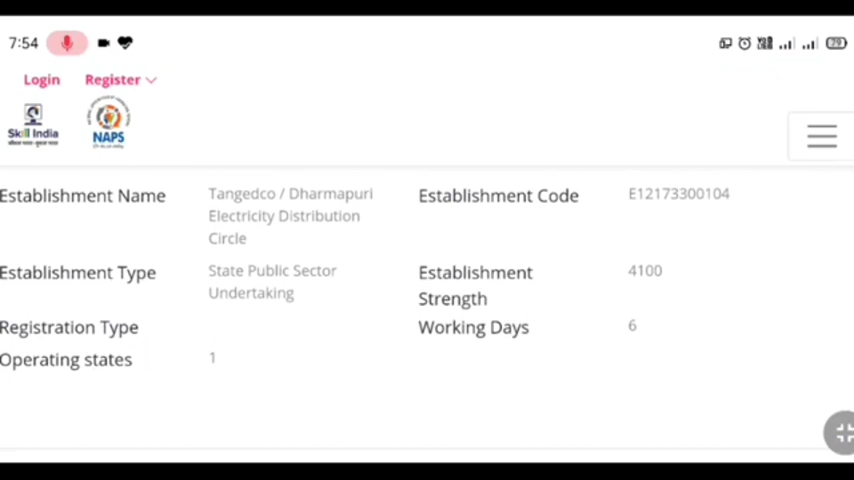 7:54
79
Login Register
Skill India
NAPS
Establishment Name Tangedco / Dharmapuri Electricity Distribution Circle
Establishment Code E12173300104
Establishment Type State Public Sector Undertaking
Establishment Strength 4100
Registration Type
Working Days 6
Operating states 1